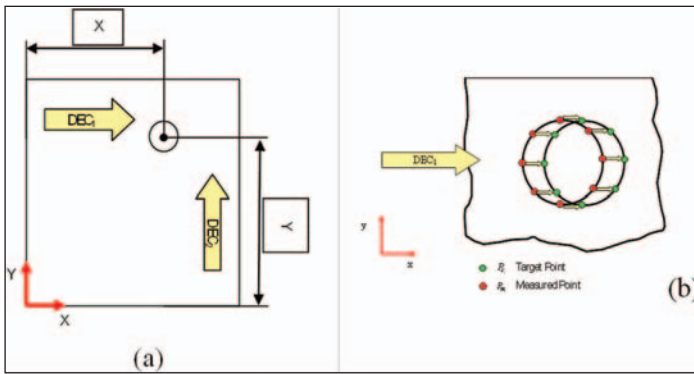 X
DEC1
DEC2
Y
Y
X
(a)
DEC1
y
x
Pi Target Point
Pm Measured Point
(b)